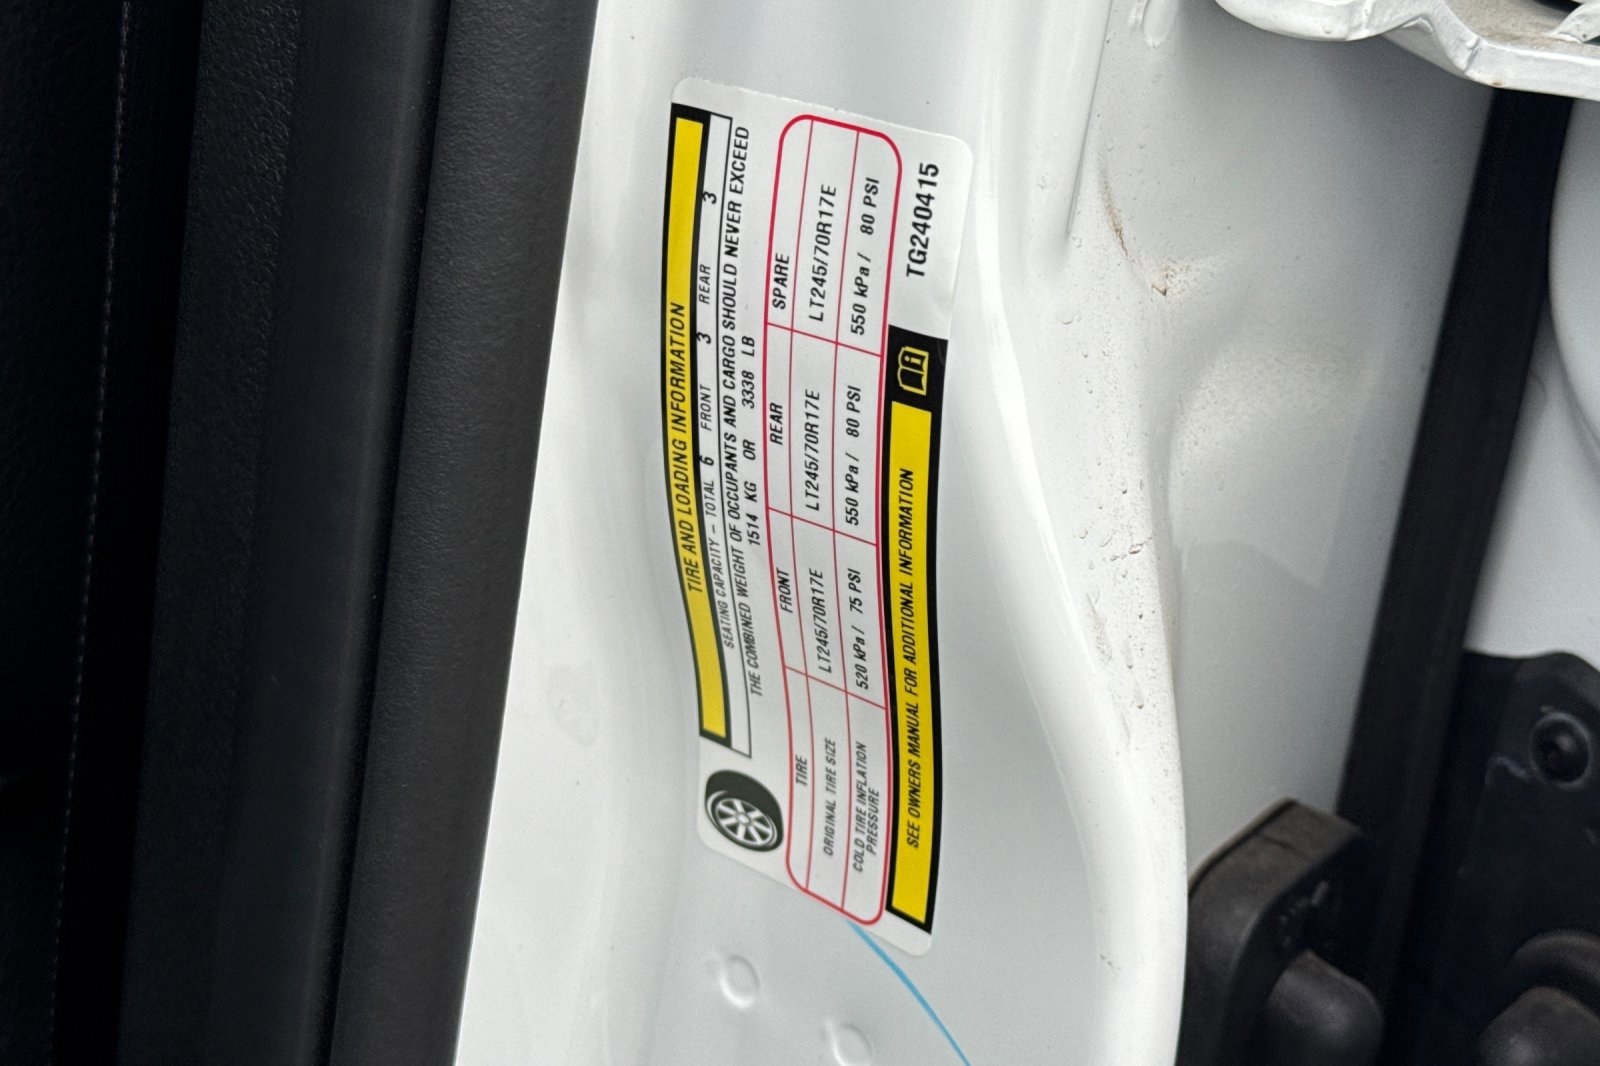 TIRE AND LOADING INFORMATION
SEATING CAPACITY - TOTAL 6 FRONT 3 REAR 3
THE COMBINED WEIGHT OF OCCUPANTS AND CARGO SHOULD NEVER EXCEED
1514 KG OR 3338 LB
TIRE FRONT REAR SPARE
ORIGINAL TIRE SIZE LT245/70R17E LT245/70R17E LT245/70R17E
COLD TIRE INFLATION PRESSURE 520 kPa / 75 PSI 550 kPa / 80 PSI 550 kPa / 80 PSI
SEE OWNERS MANUAL FOR ADDITIONAL INFORMATION
TG240415